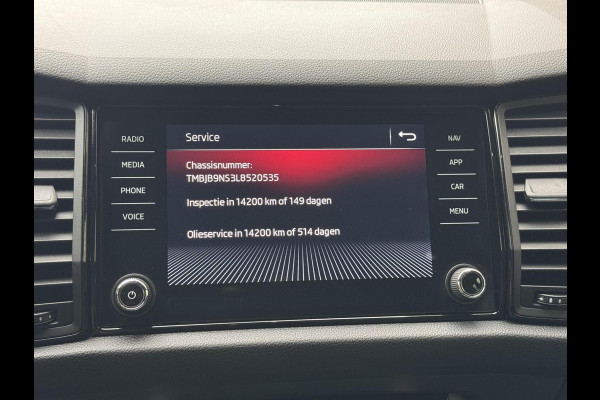 Service
Chassisnummer:
TMBJB9NS3L8520535
Inspectie in 14200 km of 149 dagen
Olieservice in 14200 km of 514 dagen
RADIO
MEDIA
PHONE
VOICE
NAV
APP
CAR
MENU